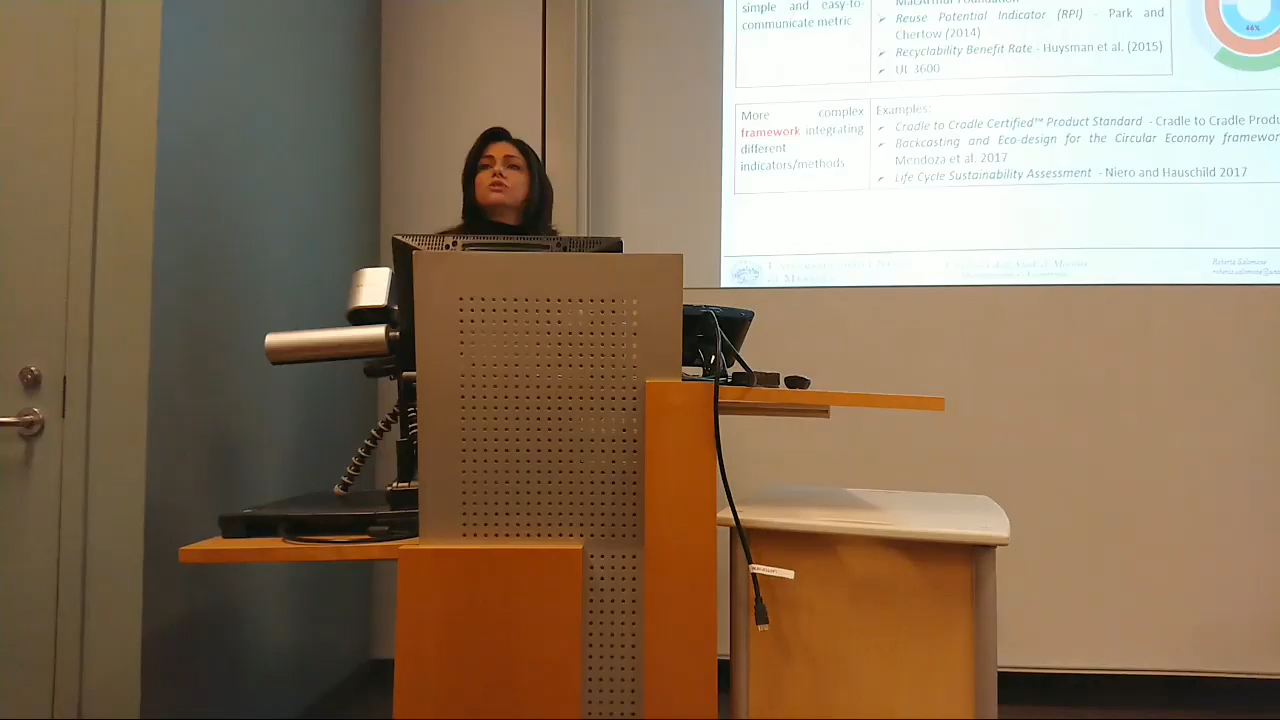 simple and easy-to-
communicate metric
MacArthur Foundation
Reuse Potential Indicator (RPI) - Park and
Chertow (2014)
Recyclability Benefit Rate - Huysman et al. (2015)
UL 3600
46%
More complex
framework integrating
different
indicators/methods
Examples:
Cradle to Cradle Certified™ Product Standard - Cradle to Cradle Produ
Backcasting and Eco-design for the Circular Economy framewor
Mendoza et al. 2017
Life Cycle Sustainability Assessment - Niero and Hauschild 2017
Roberta Salomone